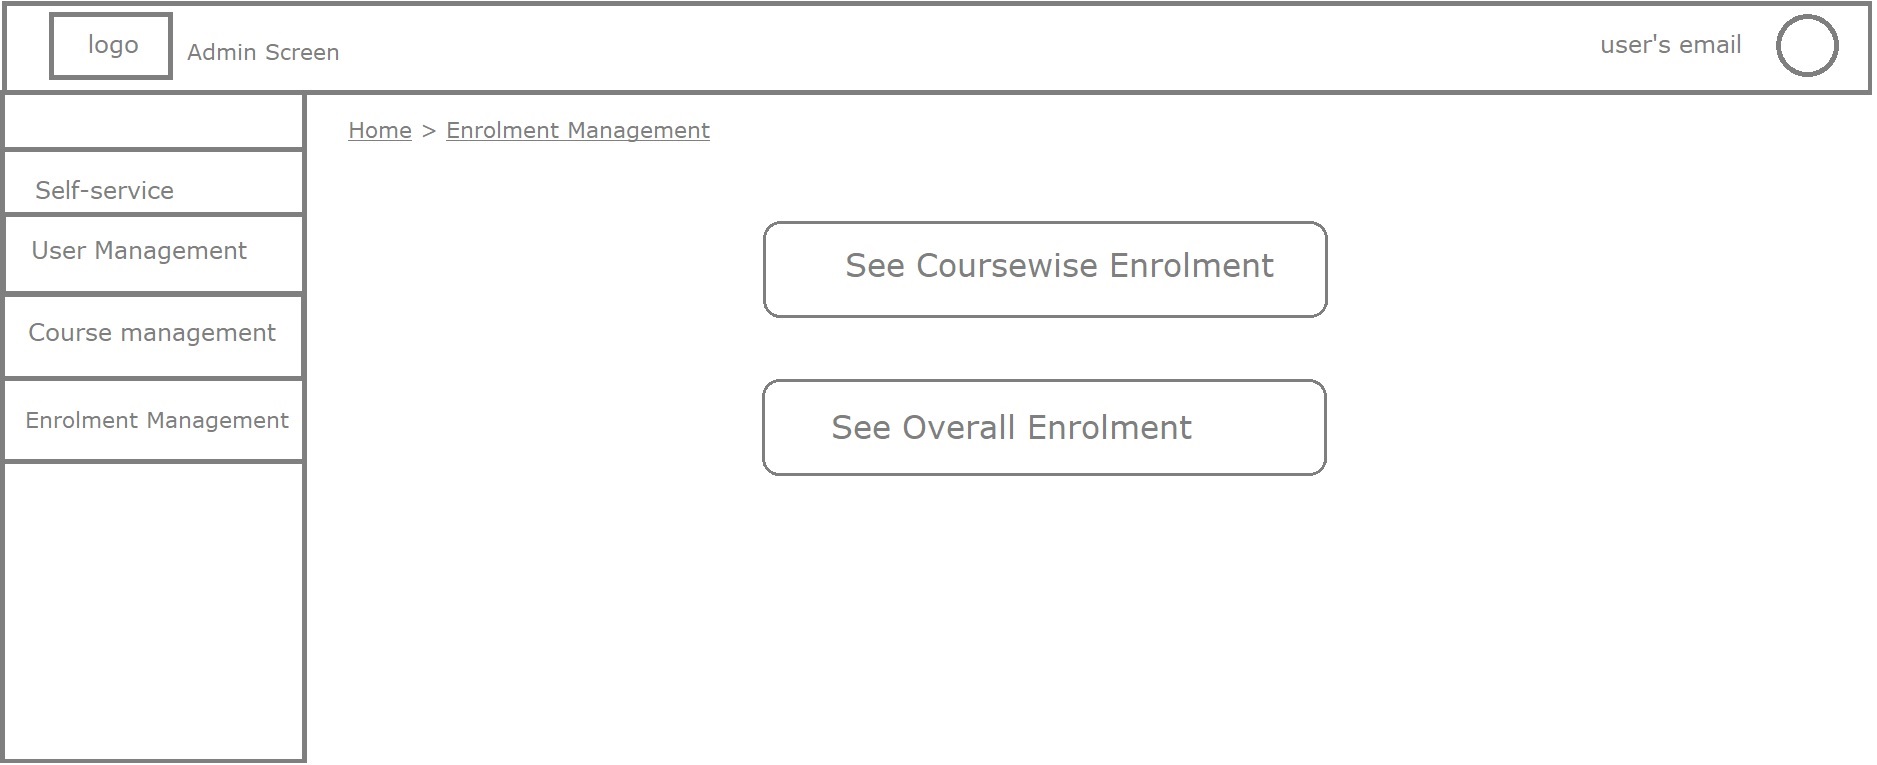 logo
Admin Screen
user's email
Home > Enrolment Management
Self-service
User Management
Course management
Enrolment Management
See Coursewise Enrolment
See Overall Enrolment